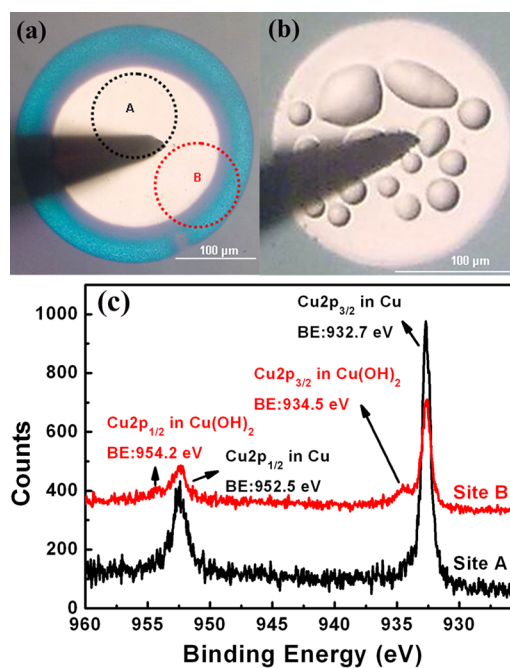 (a)
A
B
100 μm
(b)
100 μm
(c)
Cu2p3/2 in Cu
BE:932.7 eV
Cu2p3/2 in Cu(OH)2
BE:934.5 eV
Cu2p1/2 in Cu(OH)2
BE:954.2 eV
Cu2p1/2 in Cu
BE:952.5 eV
Site B
Site A
Counts
1000
800
600
400
200
0
960
955
950
945
940
935
930
Binding Energy (eV)